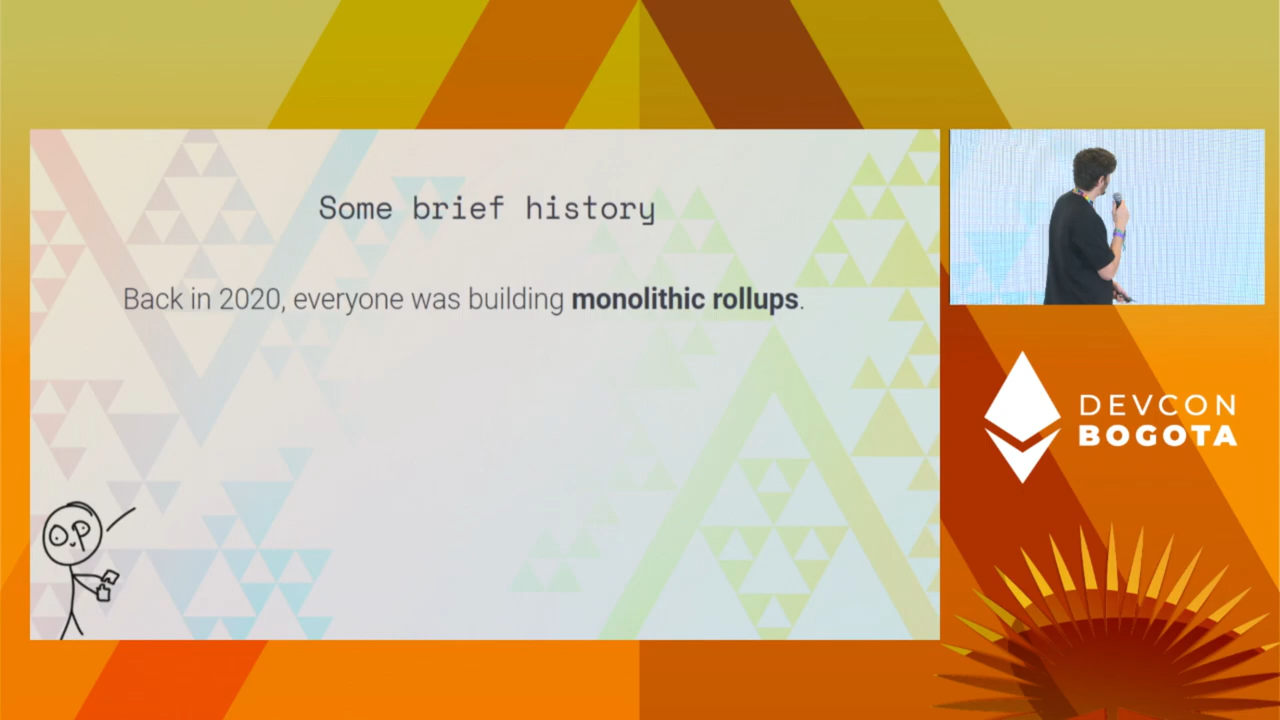 Some brief history
Back in 2020, everyone was building monolithic rollups.
DEVCON
BOGOTA